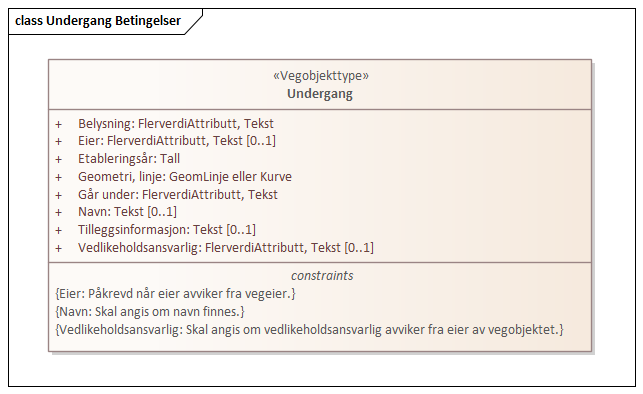 class Undergang Betingelser
«Vegobjekttype»
Undergang
+ Belysning: FlerverdiAttributt, Tekst
+ Eier: FlerverdiAttributt, Tekst [0..1]
+ Etableringsår: Tall
+ Geometri, linje: GeomLinje eller Kurve
+ Går under: FlerverdiAttributt, Tekst
+ Navn: Tekst [0..1]
+ Tilleggsinformasjon: Tekst [0..1]
+ Vedlikeholdsansvarlig: FlerverdiAttributt, Tekst [0..1]
constraints
{Eier: Påkrevd når eier avviker fra vegeier.}
{Navn: Skal angis om navn finnes.}
{Vedlikeholdsansvarlig: Skal angis om vedlikeholdsansvarlig avviker fra eier av vegobjektet.}